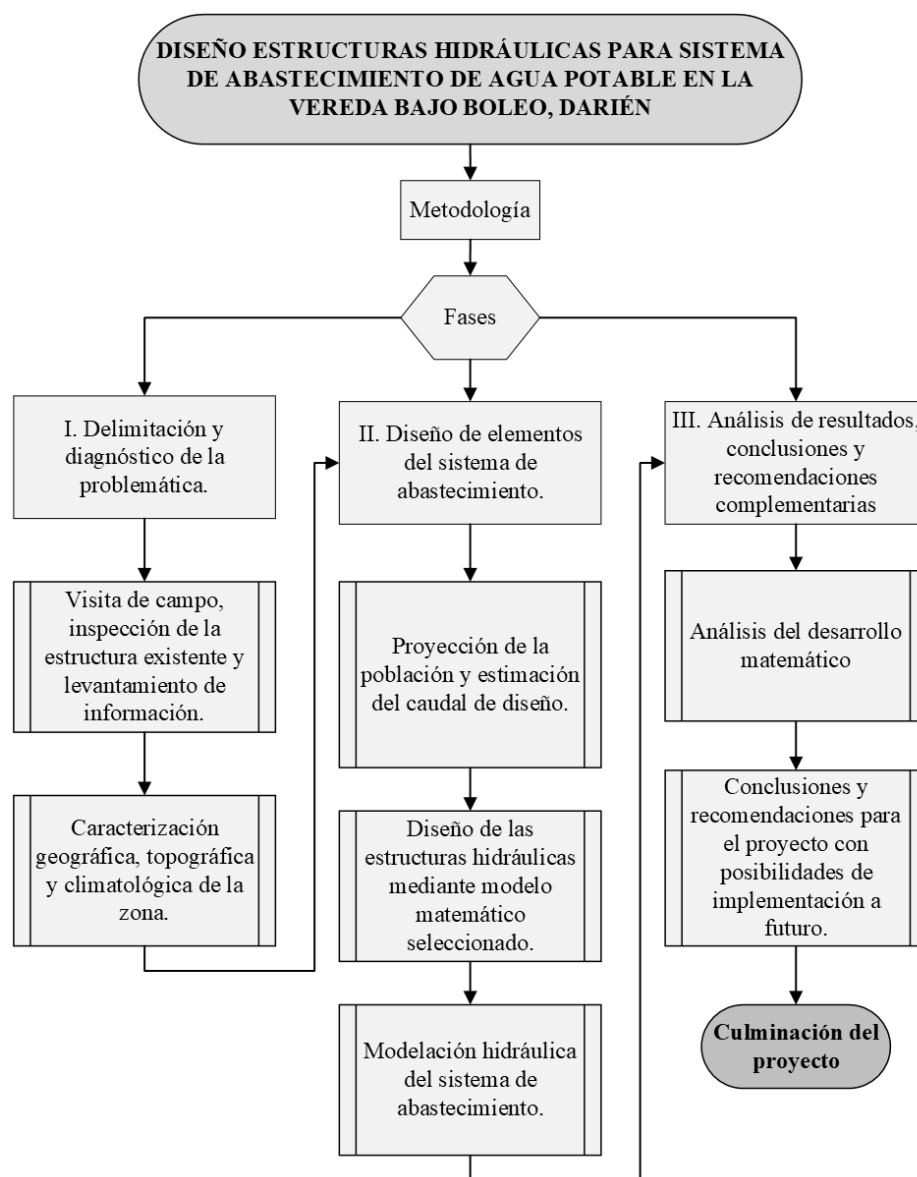 DISEÑO ESTRUCTURAS HIDRÁULICAS PARA SISTEMA
DE ABASTECIMIENTO DE AGUA POTABLE EN LA
VEREDA BAJO BOLEO, DARIÉN
Metodología
Fases
I. Delimitación y
diagnóstico de la
problemática.
Visita de campo,
inspección de la
estructura existente y
levantamiento de
información.
Caracterización
geográfica, topográfica
y climatológica de la
zona.
II. Diseño de elementos
del sistema de
abastecimiento.
Proyección de la
población y estimación
del caudal de diseño.
Diseño de las
estructuras hidráulicas
mediante modelo
matemático
seleccionado.
Modelación hidráulica
del sistema de
abastecimiento.
III. Análisis de resultados,
conclusiones y
recomendaciones
complementarias
Análisis del desarrollo
matemático
Conclusiones y
recomendaciones para
el proyecto con
posibilidades de
implementación a
futuro.
Culminación del
proyecto